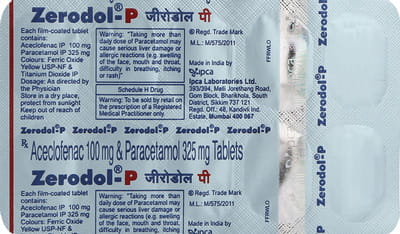 Zerodol®-P जीरोडोल पी
Each film-coated tablet
contains:
Aceclofenac IP 100 mg
Paracetamol IP 325 mg
Colours: Ferric Oxide
Yellow USP-NF &
Titanium Dioxide IP
Dosage: As directed by
the Physician
Store in a dry place,
protect from sunlight
Keep out of reach of
children
Warning: "Taking more than
daily dose of Paracetamol may
cause serious liver damage or
allergic reactions (e.g. swelling
of the face, mouth and throat,
difficulty in breathing, itching
or rash)"
Schedule H Drug
Warning: To be sold by retail on
the prescription of a Registered
Medical Practitioner only.
® Regd. Trade Mark
M.L.: M/575/2011
Made in India by
ipca
Ipca Laboratories Ltd.
393/394, Melli Jorethang Road,
Gom Block, Bharikhola, South
District, Sikkim 737 121
Regd. Off.: 48, Kandivli Ind.
Estate, Mumbai 400 067
FFRWLO
Zerodol®-P
Zerodol®-P Zerodol®-P Zerodol®-P Zerodol®-P Zerodol®-P
Rx Aceclofenac 100 mg & Paracetamol 325 mg Tablets
Zerodol®-P जीरोडोल पी
Each film-coated tablet
contains:
Aceclofenac IP 100 mg
Paracetamol IP 325 mg
Colours: Ferric Oxide
Yellow USP-NF &
Warning: "Taking more than
daily dose of Paracetamol may
cause serious liver damage or
allergic reactions (e.g. swelling
of the face, mouth and throat,
difficulty in breathing, itching
® Regd. Trade Mark
M.L.: M/575/2011
Made in India by
ipca
FFRWLO
Zerodol®-P